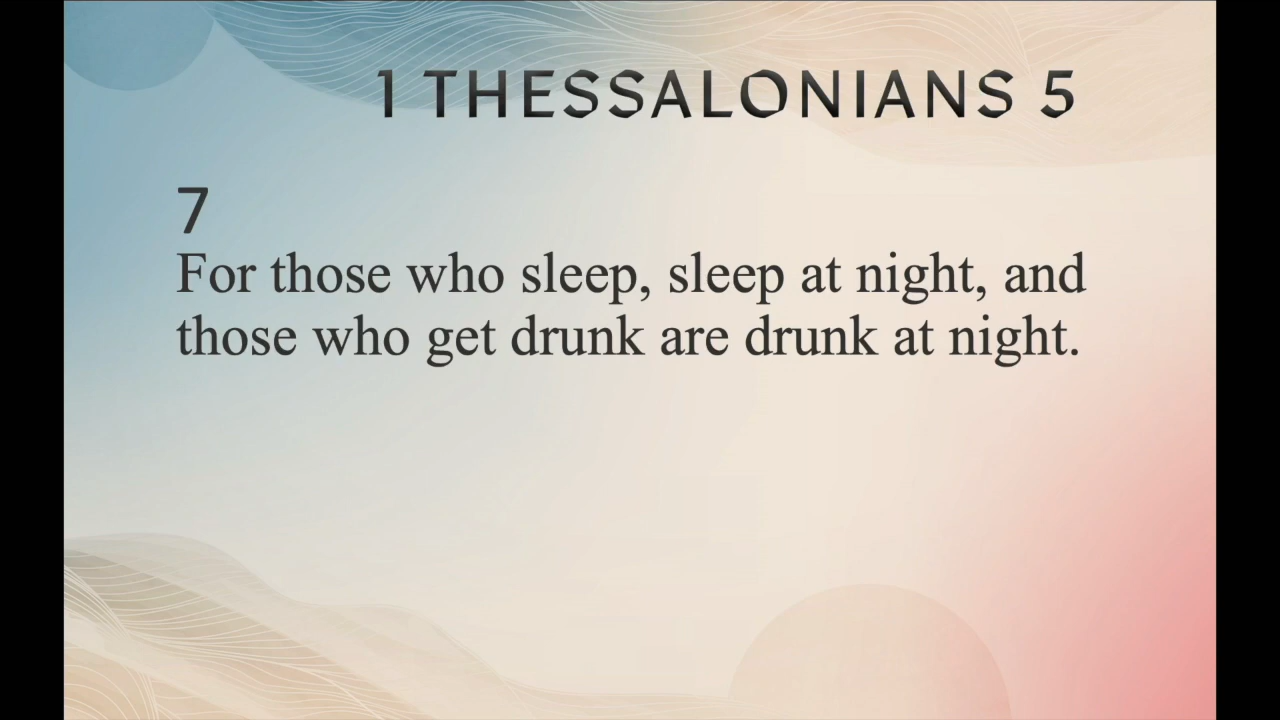 1 THESSALONIANS 5
7
For those who sleep, sleep at night, and
those who get drunk are drunk at night.